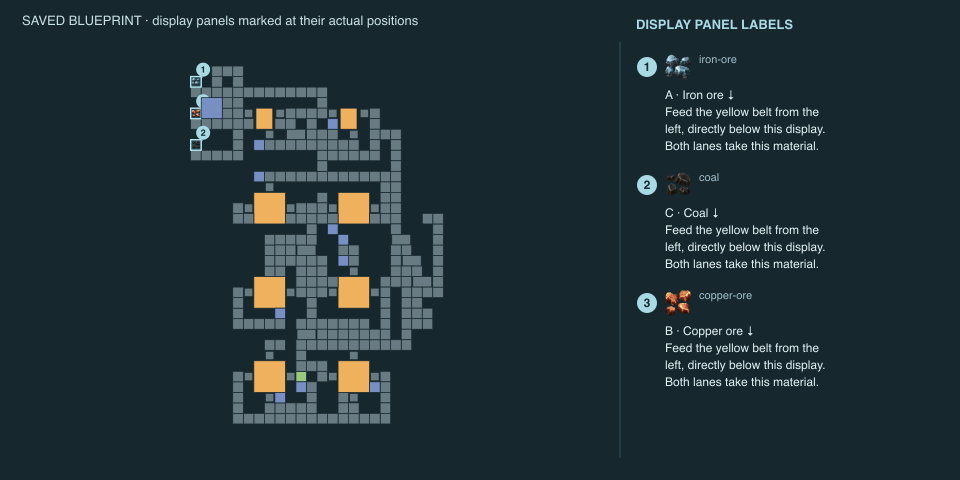 SAVED BLUEPRINT · display panels marked at their actual positions
1
2
DISPLAY PANEL LABELS
1 iron-ore
A · Iron ore ↓
Feed the yellow belt from the
left, directly below this display.
Both lanes take this material.
2 coal
C · Coal ↓
Feed the yellow belt from the
left, directly below this display.
Both lanes take this material.
3 copper-ore
B · Copper ore ↓
Feed the yellow belt from the
left, directly below this display.
Both lanes take this material.